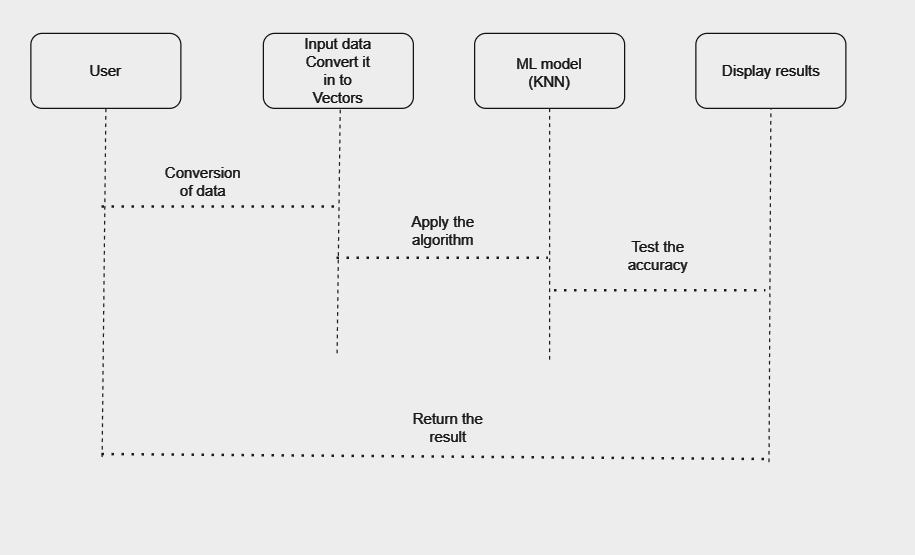 User
Input data
Convert it
in to
Vectors
ML model
(KNN)
Display results
Conversion
of data
Apply the
algorithm
Test the
accuracy
Return the
result